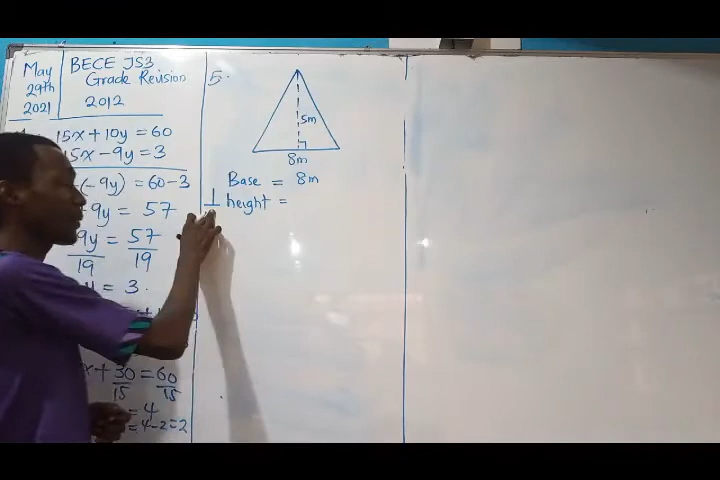 May
29th
2021
BECE JS3
Grade Revision
2012
15x + 10y = 60
15x - 9y = 3
(-9y) = 60 - 3
9y = 57
9y = 57
19 19
= 3.
+ 30 = 60
15 15
= 4
= 4 - 2 = 2
5.
5m
8m
Base = 8m
⊥ height =